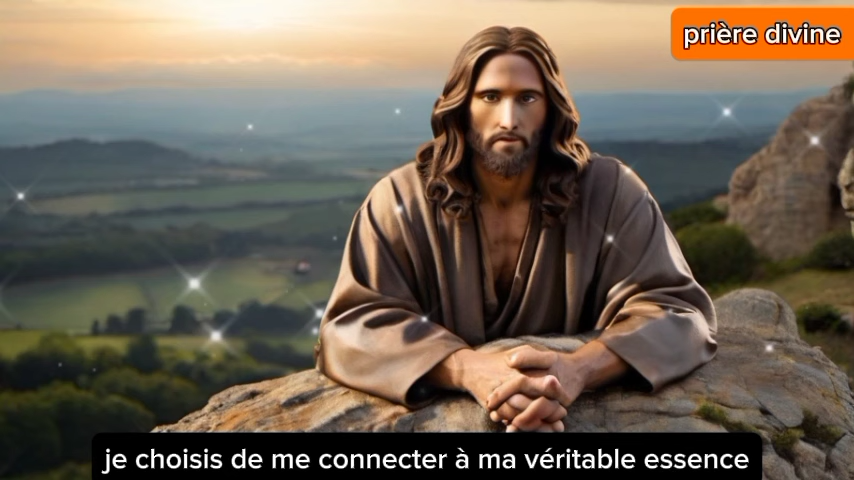 prière divine
je choisis de me connecter à ma véritable essence